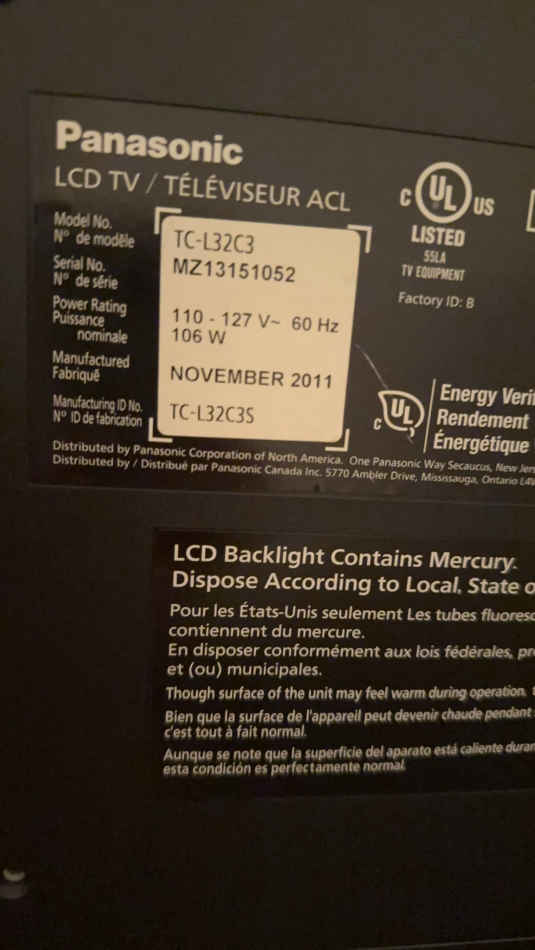 Panasonic
LCD TV / TÉLÉVISEUR ACL
C UL US
LISTED
55LA
TV EQUIPMENT
Factory ID: B
Model No.
N° de modèle
TC-L32C3
Serial No.
N° de série
MZ13151052
Power Rating
Puissance
nominale
110 - 127 V~ 60 Hz
106 W
Manufactured
Fabriqué
NOVEMBER 2011
Manufacturing ID No.
N° ID de fabrication
TC-L32C3S
C UL
Energy Veri
Rendement
Énergétique
Distributed by Panasonic Corporation of North America. One Panasonic Way Secaucus, New Jer
Distributed by / Distribué par Panasonic Canada Inc. 5770 Ambler Drive, Mississauga, Ontario L4W
LCD Backlight Contains Mercury.
Dispose According to Local, State o
Pour les États-Unis seulement Les tubes fluoresc
contiennent du mercure.
En disposer conformément aux lois fédérales, pr
et (ou) municipales.
Though surface of the unit may feel warm during operation,
Bien que la surface de l'appareil peut devenir chaude pendant
c'est tout à fait normal.
Aunque se note que la superficie del aparato está caliente duran
esta condición es perfectamente normal.